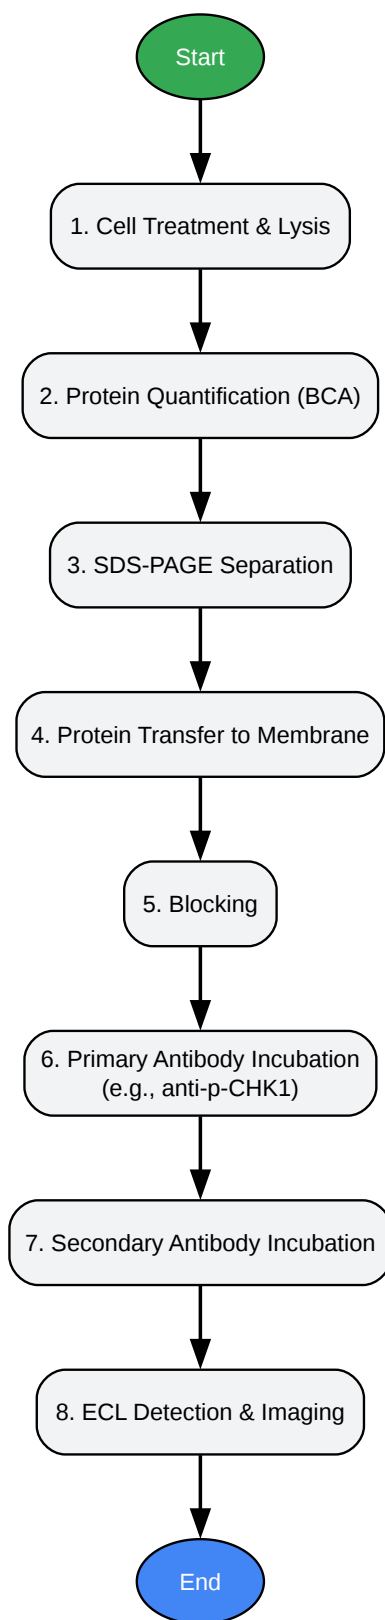 Start
1. Cell Treatment & Lysis
2. Protein Quantification (BCA)
3. SDS-PAGE Separation
4. Protein Transfer to Membrane
5. Blocking
6. Primary Antibody Incubation
(e.g., anti-p-CHK1)
7. Secondary Antibody Incubation
8. ECL Detection & Imaging
End